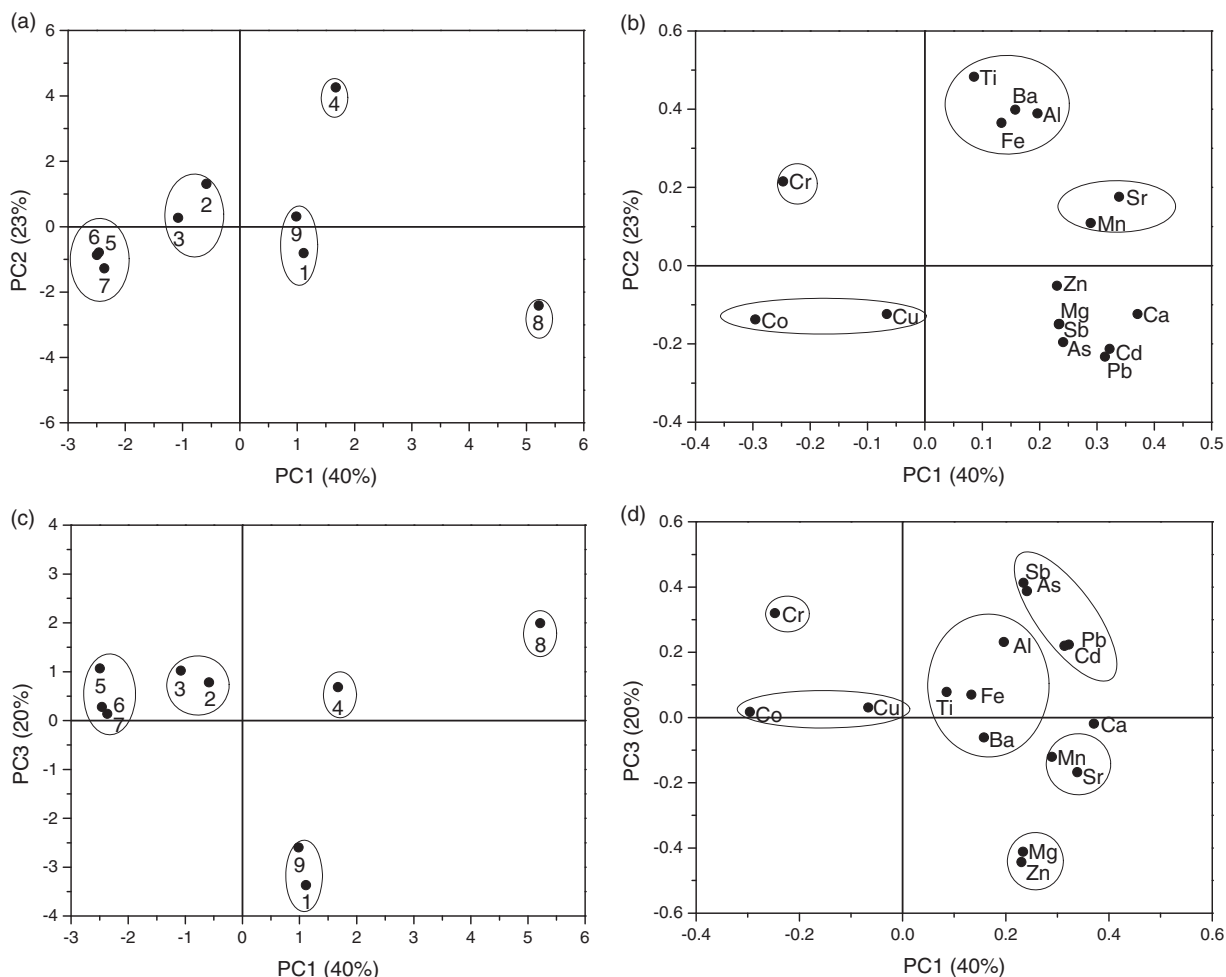 (a)
6
4
2
0
-2
-4
-6
PC2 (23%)
4
2
3
6 5
7
9
1
8
-3 -2 -1 0 1 2 3 4 5 6
PC1 (40%)
(b)
0.6
0.4
0.2
0.0
-0.2
-0.4
PC2 (23%)
Ti
Ba
Al
Fe
Cr
Sr
Mn
Zn
Mg
Ca
Co
Cu
Sb
As
Cd
Pb
-0.4 -0.3 -0.2 -0.1 0.0 0.1 0.2 0.3 0.4 0.5
PC1 (40%)
(c)
4
3
2
1
0
-1
-2
-3
-4
PC3 (20%)
8
5
3
2
4
6
7
9
1
-3 -2 -1 0 1 2 3 4 5 6
PC1 (40%)
(d)
0.6
0.4
0.2
0.0
-0.2
-0.4
-0.6
PC3 (20%)
Sb
As
Cr
Pb
Al
Cd
Fe
Ti
Co
Cu
Ca
Ba
Mn
Sr
Mg
Zn
-0.4 -0.2 0.0 0.2 0.4 0.6
PC1 (40%)